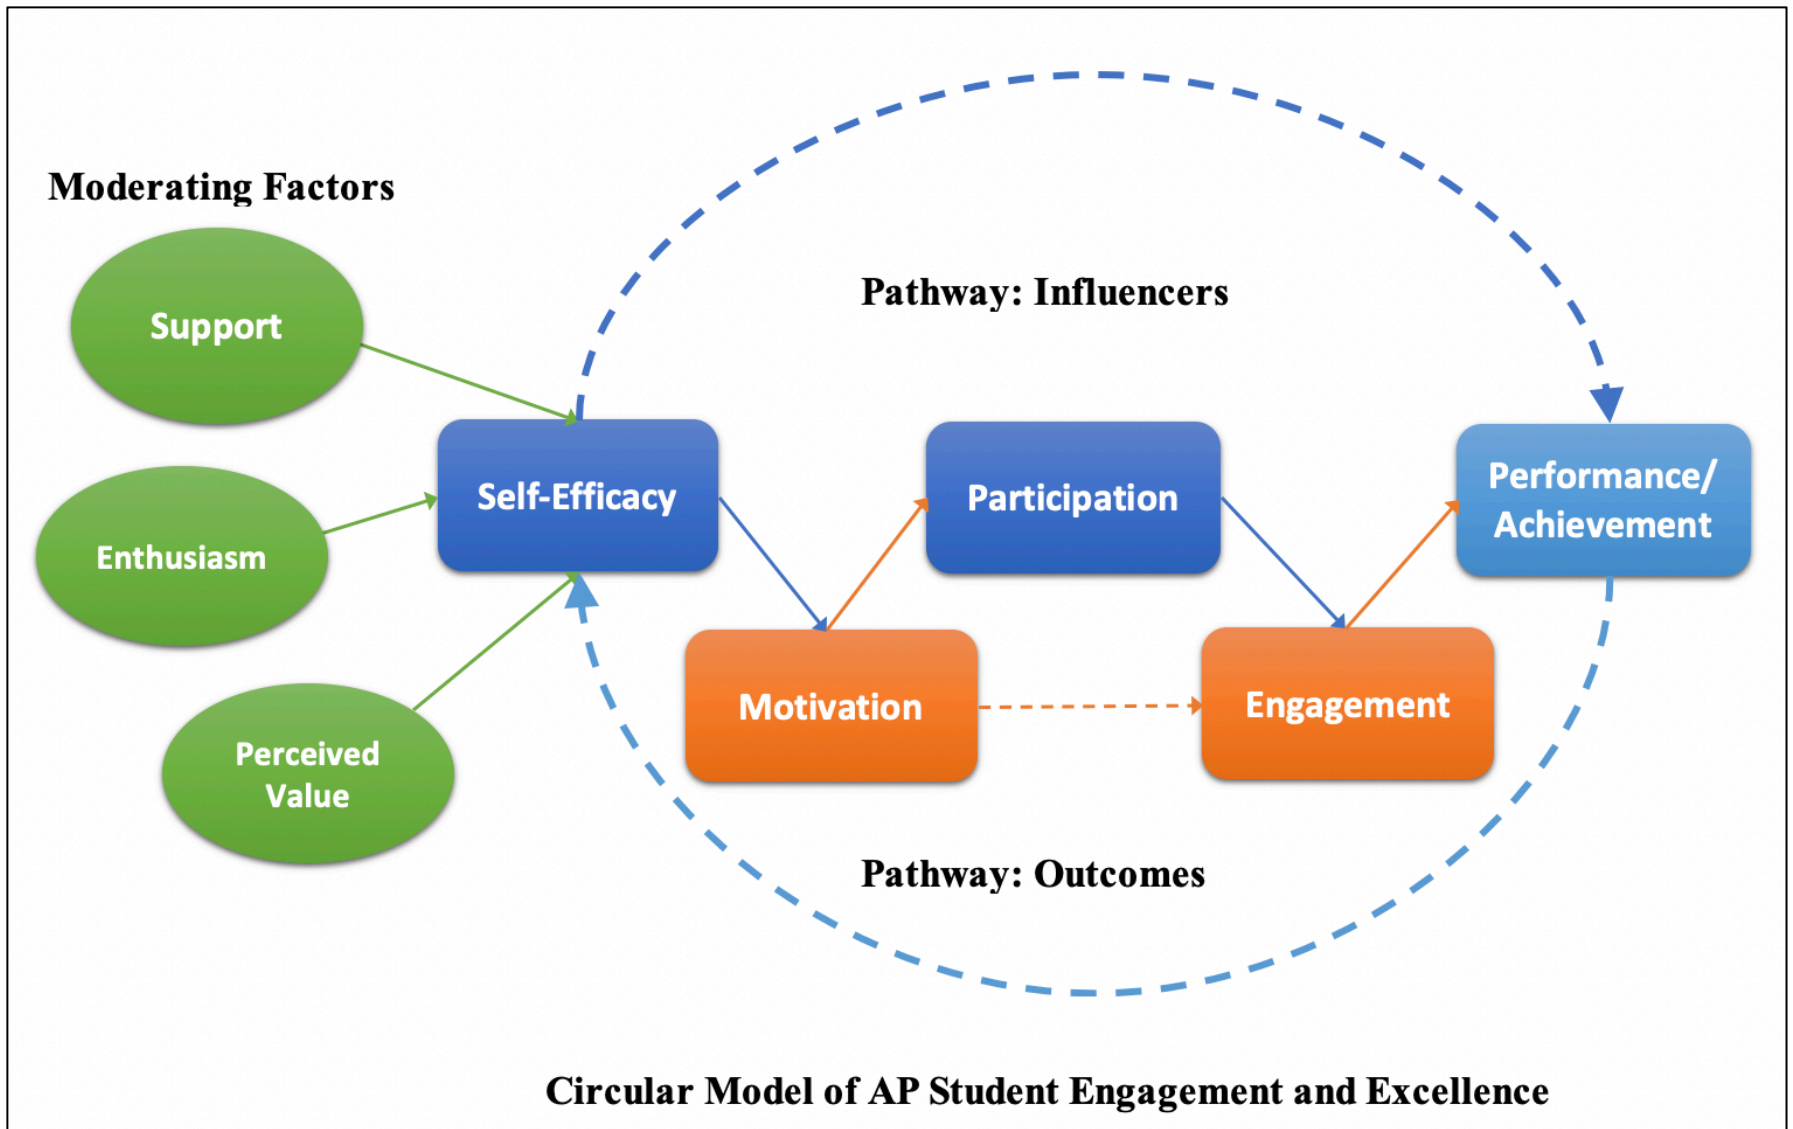 Moderating Factors
Support
Enthusiasm
Perceived
Value
Pathway: Influencers
Self-Efficacy
Participation
Performance/
Achievement
Motivation
Engagement
Pathway: Outcomes
Circular Model of AP Student Engagement and Excellence